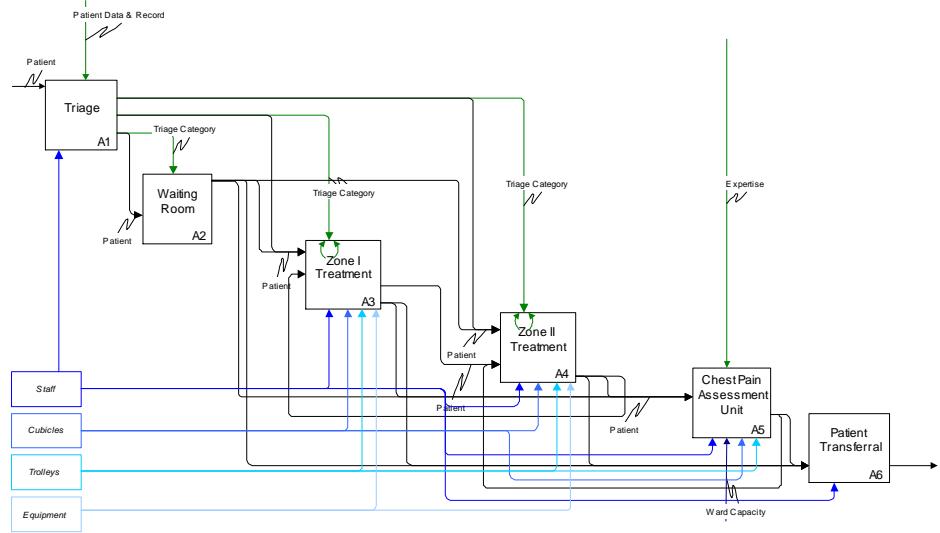 Patient Data & Record
Patient
Triage
A1
Triage Category
Waiting
Room
A2
Patient
Triage Category
Triage Category
Expertise
Zone I
Treatment
A3
Patient
Zone II
Treatment
A4
Patient
Patient
Chest Pain
Assessment
Unit
A5
Patient
Patient
Transferral
A6
Staff
Cubicles
Trolleys
Equipment
Ward Capacity